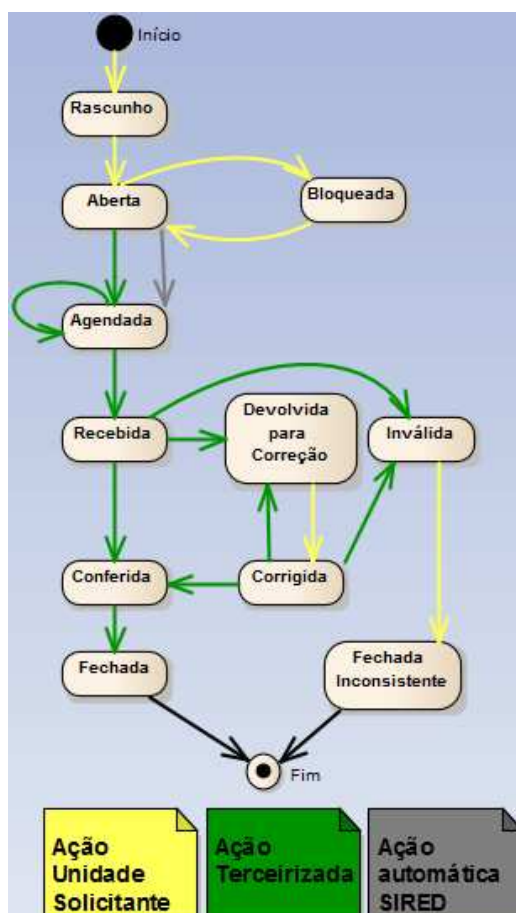 Início
Rascunho
Aberta
Bloqueada
Agendada
Recebida
Devolvida
para
Correção
Inválida
Conferida
Corrigida
Fechada
Fechada
Inconsistente
Fim
Ação
Unidade
Solicitante
Ação
Terceirizada
Ação
automática
SIRED